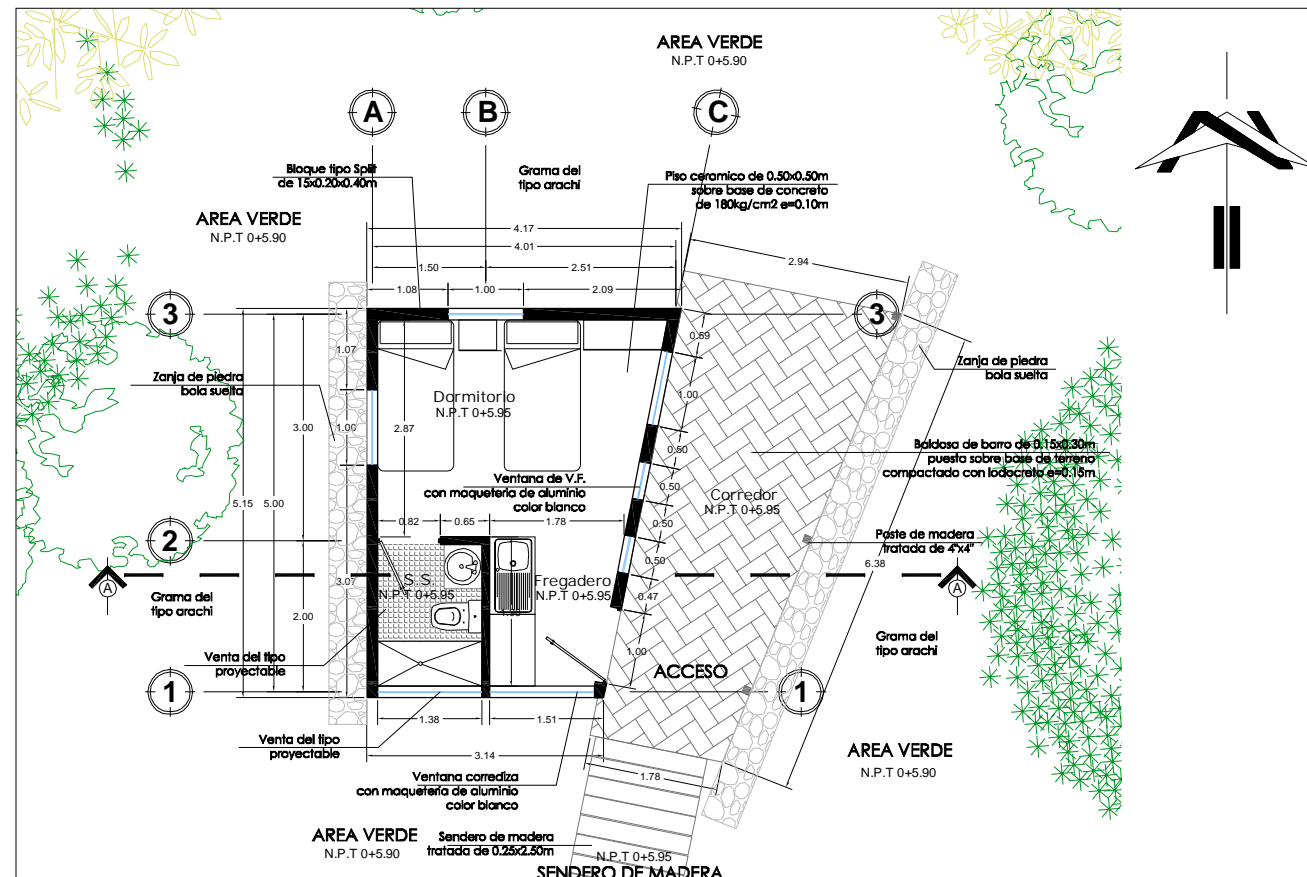 AREA VERDE
N.P.T 0+5.90
A
B
C
Bloque tipo Split
de 15x0.20x0.40m
Grama del
tipo arachi
Piso ceramico de 0.50x0.50m
sobre base de concreto
de 180kg/cm2 e=0.10m
AREA VERDE
N.P.T 0+5.90
4.17
4.01
1.50
2.51
1.08
1.00
2.09
2.94
3
3
0.59
1.07
Zanja de piedra
bola suelta
Zanja de piedra
bola suelta
1.00
Dormitorio
N.P.T 0+5.95
3.00
1.00
2.87
0.50
Baldosa de barro de 0.15x0.30m
puesta sobre base de terreno
compactado con lodocreto e=0.15m
Ventana de V.F.
con maqueteria de aluminio
color blanco
0.50
Corredor
N.P.T 0+5.95
5.15
5.00
0.82
0.65
1.78
0.50
2
Poste de madera
tratada de 4"x4"
0.50
6.38
3.07
S.S.
N.P.T 0+5.95
Fregadero
N.P.T 0+5.95
A
A
0.47
Grama del
tipo arachi
2.00
Grama del
tipo arachi
Venta del tipo
proyectable
1.00
ACCESO
1
1
1.38
1.51
Venta del tipo
proyectable
3.14
AREA VERDE
N.P.T 0+5.90
Ventana corrediza
con maqueteria de aluminio
color blanco
1.78
AREA VERDE
N.P.T 0+5.90
Sendero de madera
tratada de 0.25x2.50m
N.P.T 0+5.95
SENDERO DE MADERA